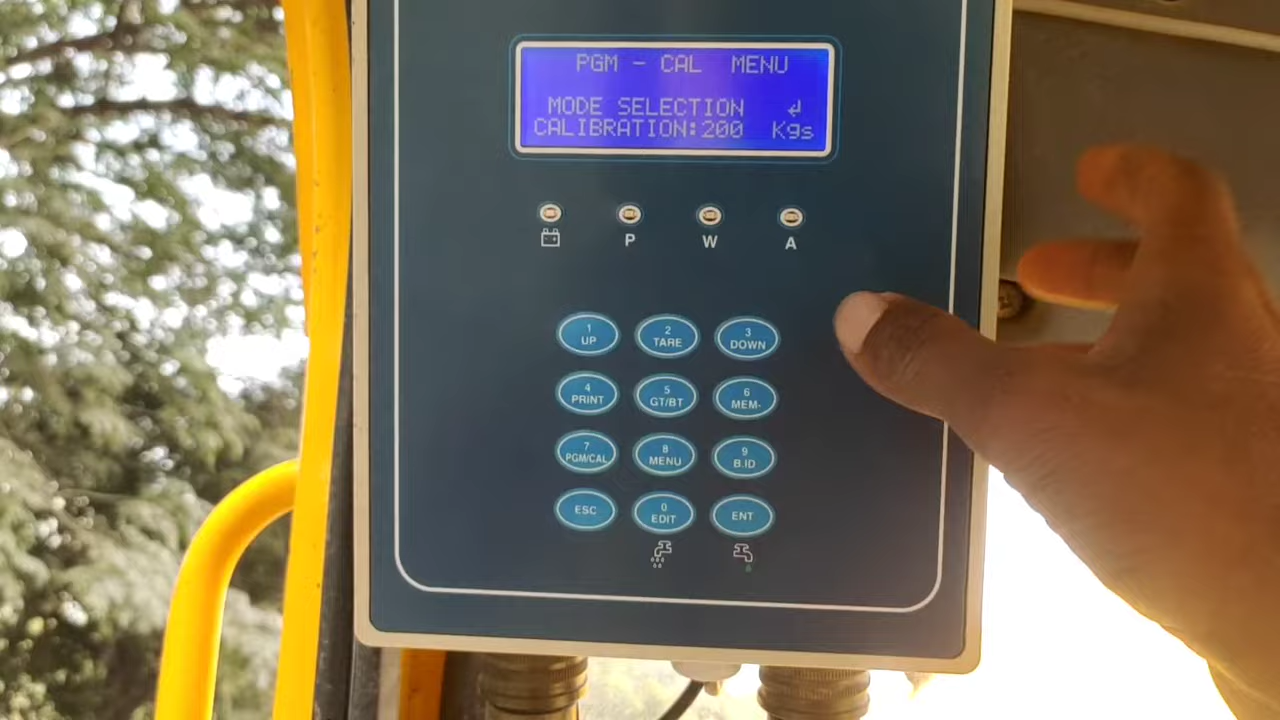 PGM - CAL MENU
MODE SELECTION ↲
CALIBRATION:200 Kgs
P W A
1 UP
2 TARE
3 DOWN
4 PRINT
5 GT/BT
6 MEM-
7 PGM/CAL
8 MENU
9 B.ID
ESC
0 EDIT
ENT